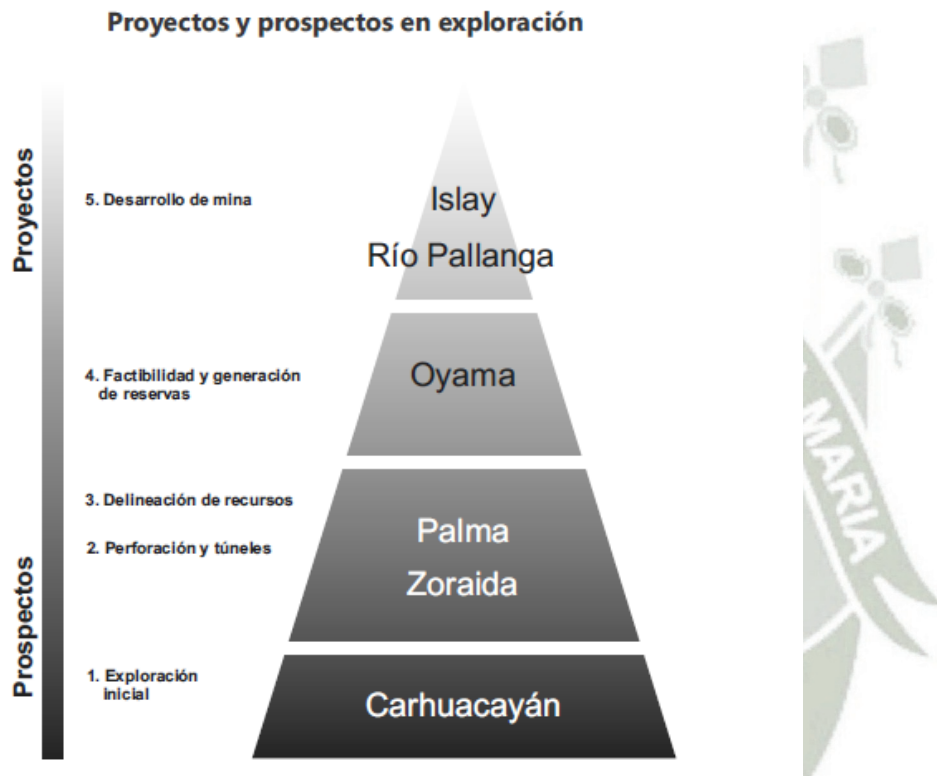 Proyectos y prospectos en exploración
Proyectos
5. Desarrollo de mina
Islay
Río Pallanga
4. Factibilidad y generación
de reservas
Oyama
3. Delineación de recursos
2. Perforación y túneles
Palma
Zoraida
Prospectos
1. Exploración
inicial
Carhuacayán
MARIA